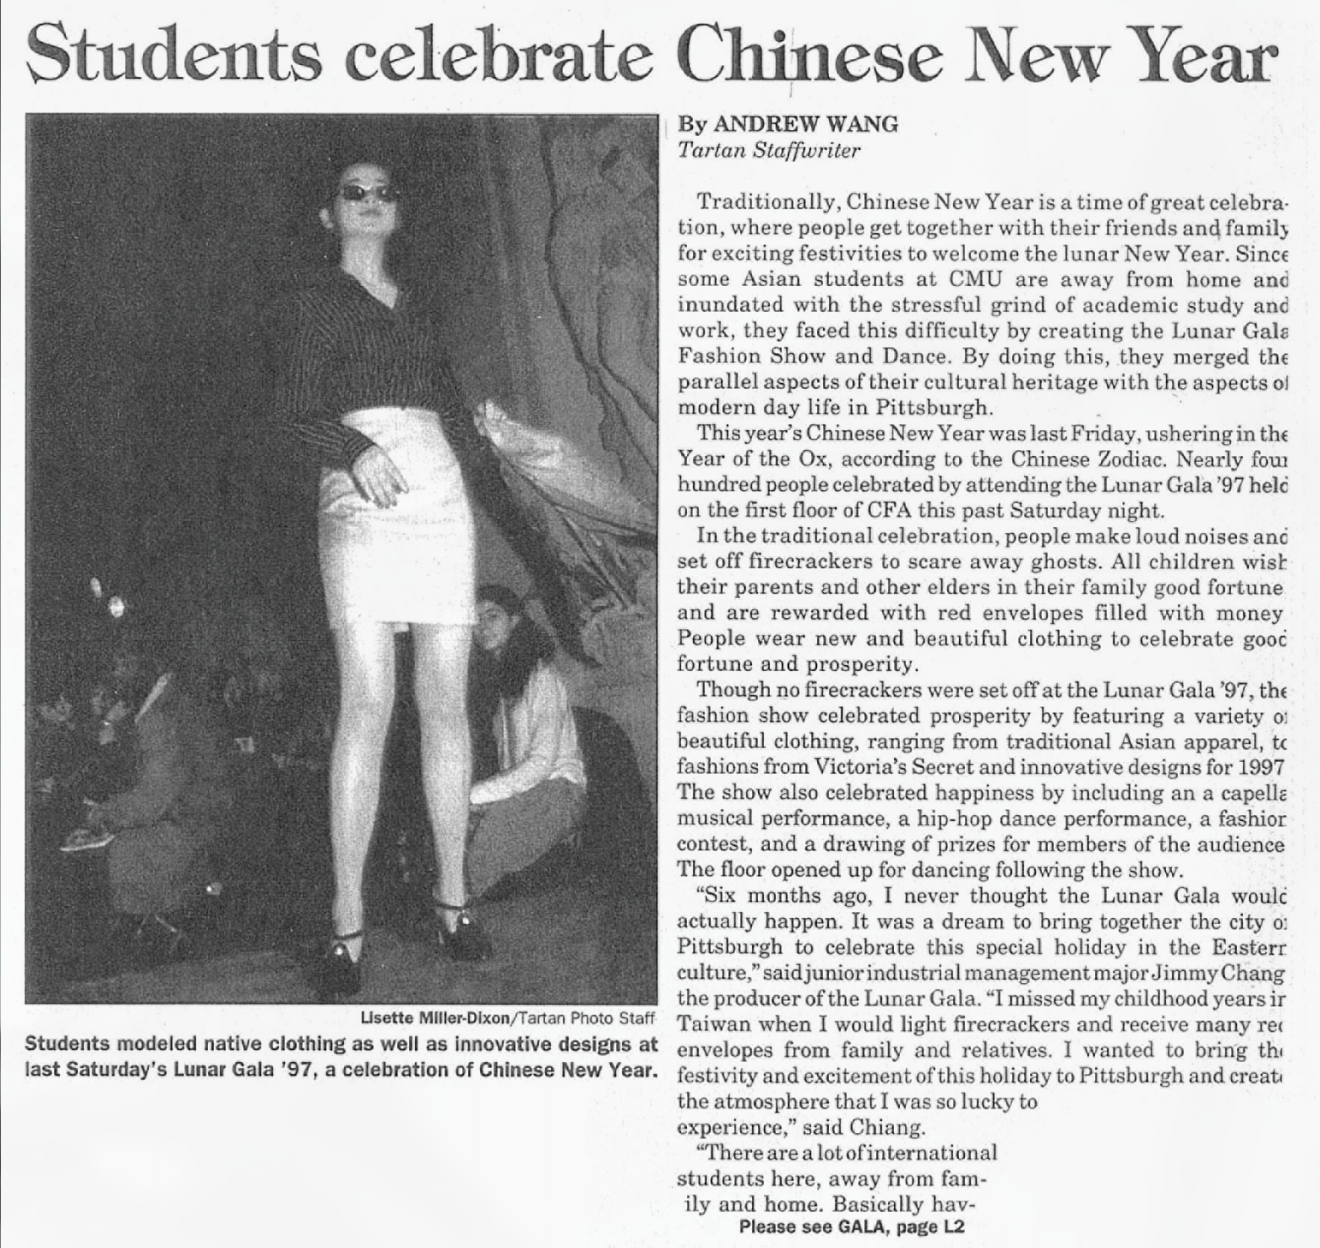 Students celebrate Chinese New Year
By ANDREW WANG
Tartan Staffwriter
Traditionally, Chinese New Year is a time of great celebra-
tion, where people get together with their friends and family
for exciting festivities to welcome the lunar New Year. Since
some Asian students at CMU are away from home and
inundated with the stressful grind of academic study and
work, they faced this difficulty by creating the Lunar Gala
Fashion Show and Dance. By doing this, they merged the
parallel aspects of their cultural heritage with the aspects of
modern day life in Pittsburgh.
This year's Chinese New Year was last Friday, ushering in the
Year of the Ox, according to the Chinese Zodiac. Nearly four
hundred people celebrated by attending the Lunar Gala '97 held
on the first floor of CFA this past Saturday night.
In the traditional celebration, people make loud noises and
set off firecrackers to scare away ghosts. All children wish
their parents and other elders in their family good fortune
and are rewarded with red envelopes filled with money
People wear new and beautiful clothing to celebrate good
fortune and prosperity.
Though no firecrackers were set off at the Lunar Gala '97, the
fashion show celebrated prosperity by featuring a variety of
beautiful clothing, ranging from traditional Asian apparel, to
fashions from Victoria's Secret and innovative designs for 1997
The show also celebrated happiness by including an a capella
musical performance, a hip-hop dance performance, a fashion
contest, and a drawing of prizes for members of the audience
The floor opened up for dancing following the show.
"Six months ago, I never thought the Lunar Gala would
actually happen. It was a dream to bring together the city of
Pittsburgh to celebrate this special holiday in the Eastern
culture," said junior industrial management major Jimmy Chang
the producer of the Lunar Gala. "I missed my childhood years in
Taiwan when I would light firecrackers and receive many red
envelopes from family and relatives. I wanted to bring the
festivity and excitement of this holiday to Pittsburgh and create
the atmosphere that I was so lucky to
experience," said Chiang.
"There are a lot of international
students here, away from fam-
ily and home. Basically hav-
Please see GALA, page L2
Lisette Miller-Dixon/Tartan Photo Staff
Students modeled native clothing as well as innovative designs at
last Saturday's Lunar Gala '97, a celebration of Chinese New Year.